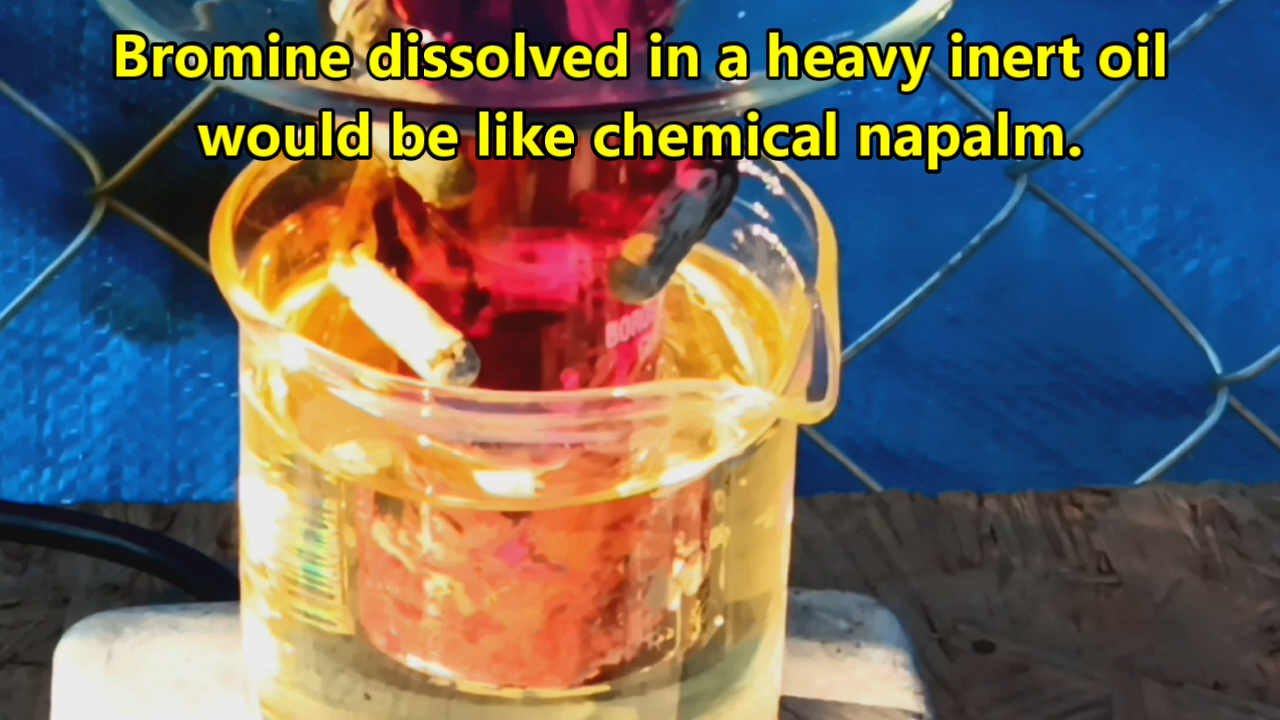 Bromine dissolved in a heavy inert oil
would be like chemical napalm.